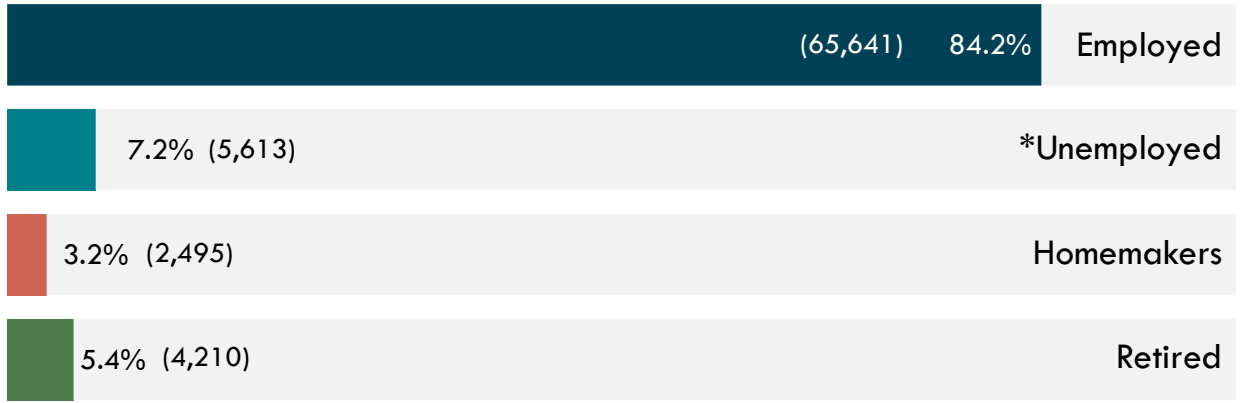 (65,641) 84.2% Employed
7.2% (5,613) *Unemployed
3.2% (2,495) Homemakers
5.4% (4,210) Retired